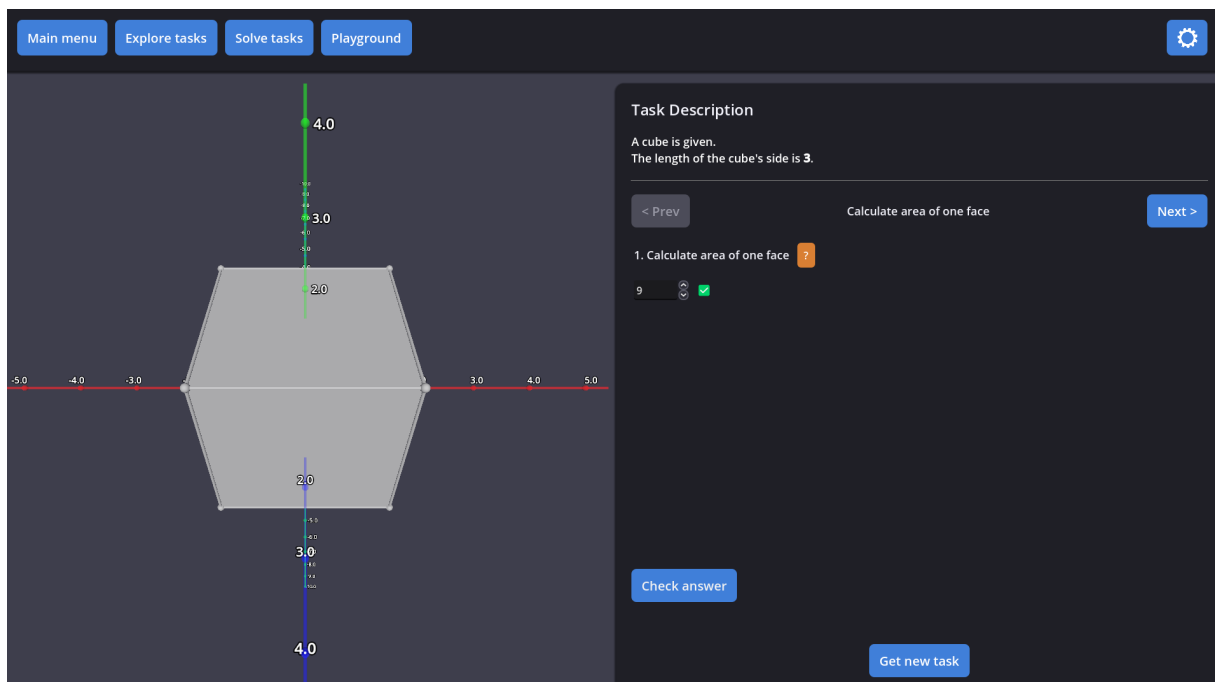 Main menu
Explore tasks
Solve tasks
Playground
Task Description
A cube is given.
The length of the cube's side is 3.
< Prev
Calculate area of one face
Next >
1. Calculate area of one face ?
9
Check answer
Get new task
4.0
3.0
2.0
-5.0 -4.0 -3.0 3.0 4.0 5.0
2.0
3.0
4.0